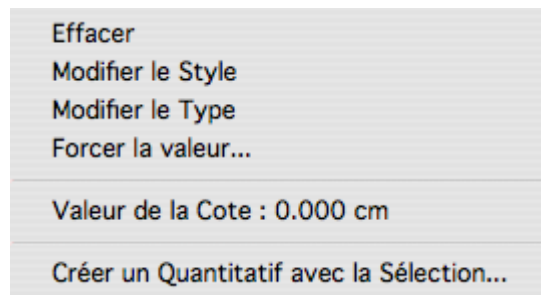 Effacer
Modifier le Style
Modifier le Type
Forcer la valeur...
Valeur de la Cote : 0.000 cm
Créer un Quantitatif avec la Sélection...